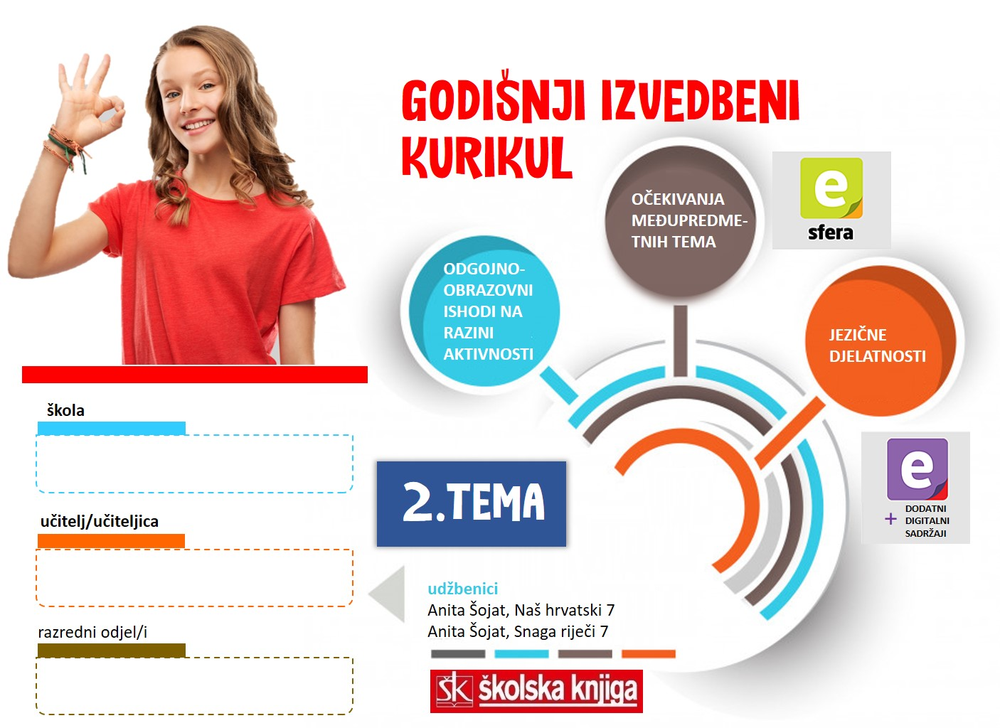 GODIŠNJI IZVEDBENI
KURIKUL
OČEKIVANJA
MEĐUPREDME-
TNIH TEMA
e
sfera
ODGOJNO-
OBRAZOVNI
ISHODI NA
RAZINI
AKTIVNOSTI
JEZIČNE
DJELATNOSTI
škola
učitelj/učiteljica
razredni odjel/i
2.TEMA
e
+ DODATNI
DIGITALNI
SADRŽAJI
udžbenici
Anita Šojat, Naš hrvatski 7
Anita Šojat, Snaga riječi 7
ŠK školska knjiga